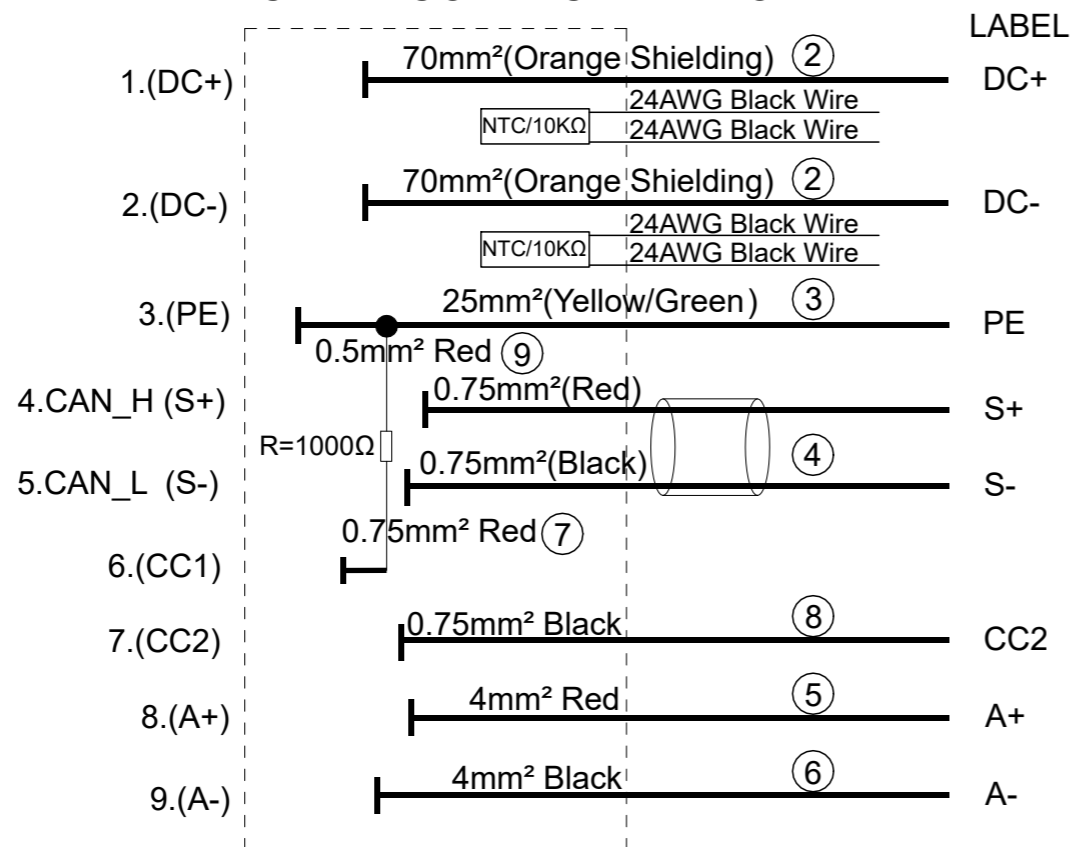 LABEL
1.(DC+)
70mm²(Orange Shielding)
②
DC+
24AWG Black Wire
NTC/10KΩ
24AWG Black Wire
2.(DC-)
70mm²(Orange Shielding)
②
DC-
24AWG Black Wire
NTC/10KΩ
24AWG Black Wire
3.(PE)
25mm²(Yellow/Green)
③
PE
0.5mm² Red ⑨
4.CAN_H (S+)
0.75mm²(Red)
S+
R=1000Ω
5.CAN_L (S-)
0.75mm²(Black)
④
S-
0.75mm² Red ⑦
6.(CC1)
7.(CC2)
0.75mm² Black
⑧
CC2
8.(A+)
4mm² Red
⑤
A+
9.(A-)
4mm² Black
⑥
A-